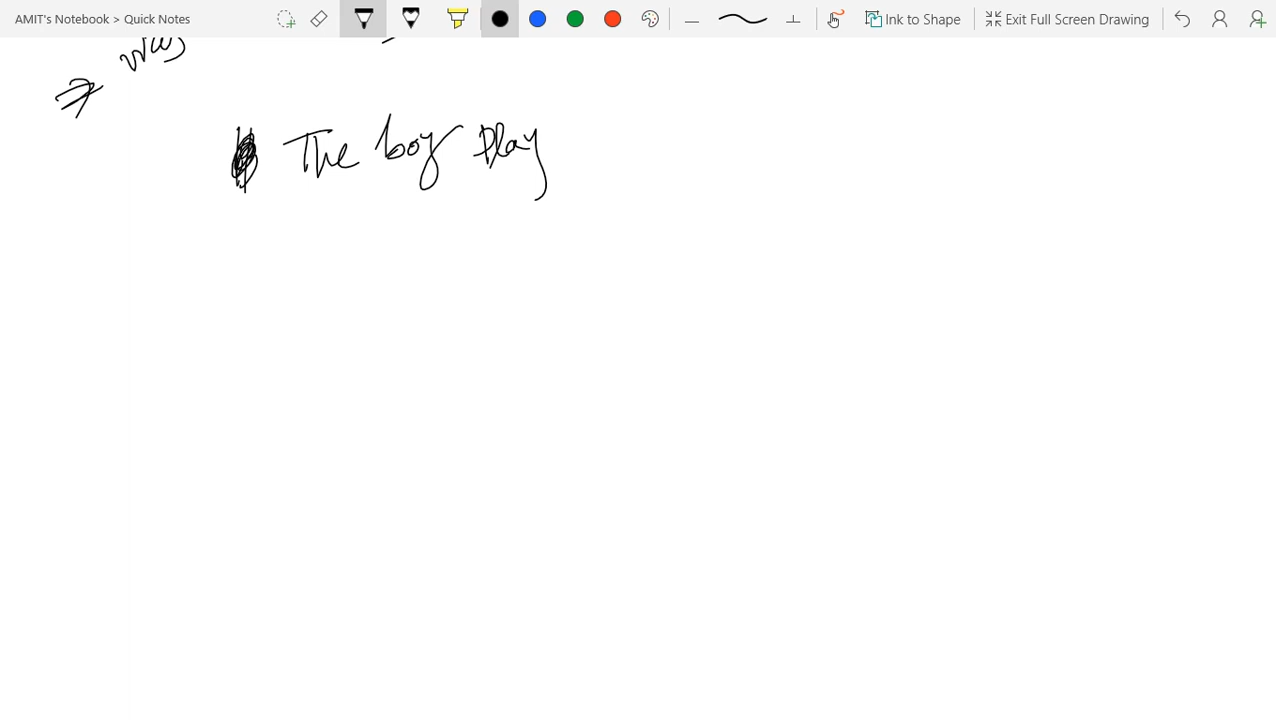 AMIT's Notebook > Quick Notes
Ink to Shape
Exit Full Screen Drawing
The boy play